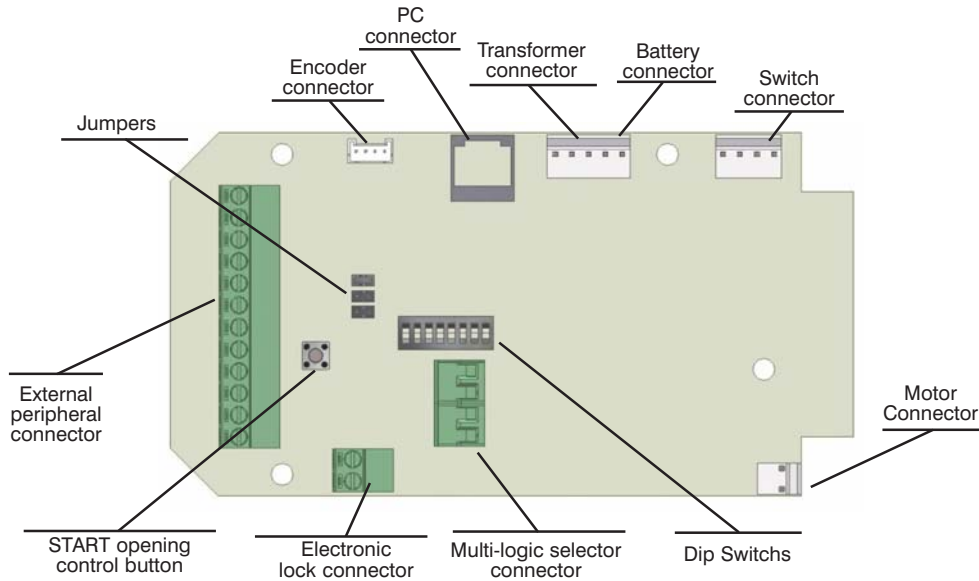 PC
connector
Transformer
connector
Battery
connector
Encoder
connector
Switch
connector
Jumpers
External
peripheral
connector
Motor
Connector
START opening
control button
Electronic
lock connector
Multi-logic selector
connector
Dip Switchs